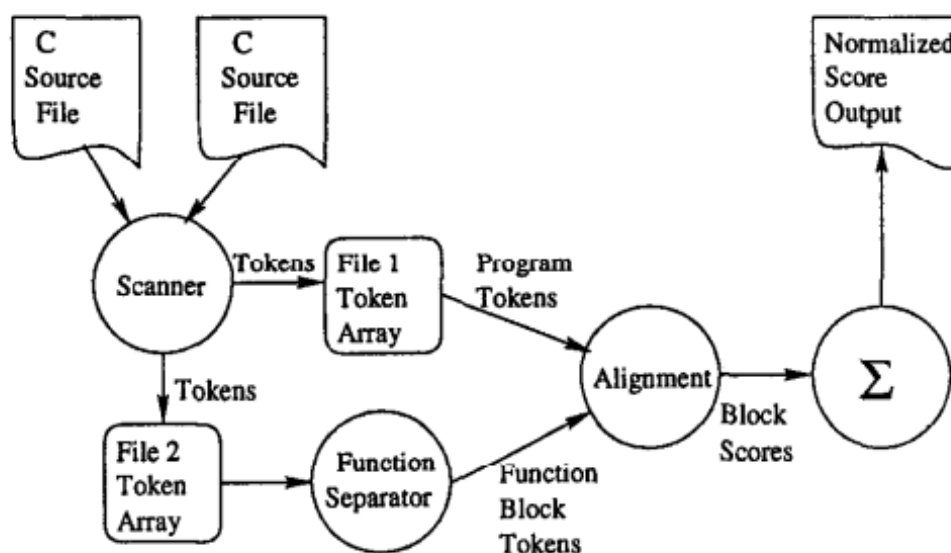 C
Source
File
C
Source
File
Normalized
Score
Output
Scanner
Tokens
File 1
Token
Array
Program
Tokens
Alignment
Σ
Tokens
Block
Scores
File 2
Token
Array
Function
Separator
Function
Block
Tokens